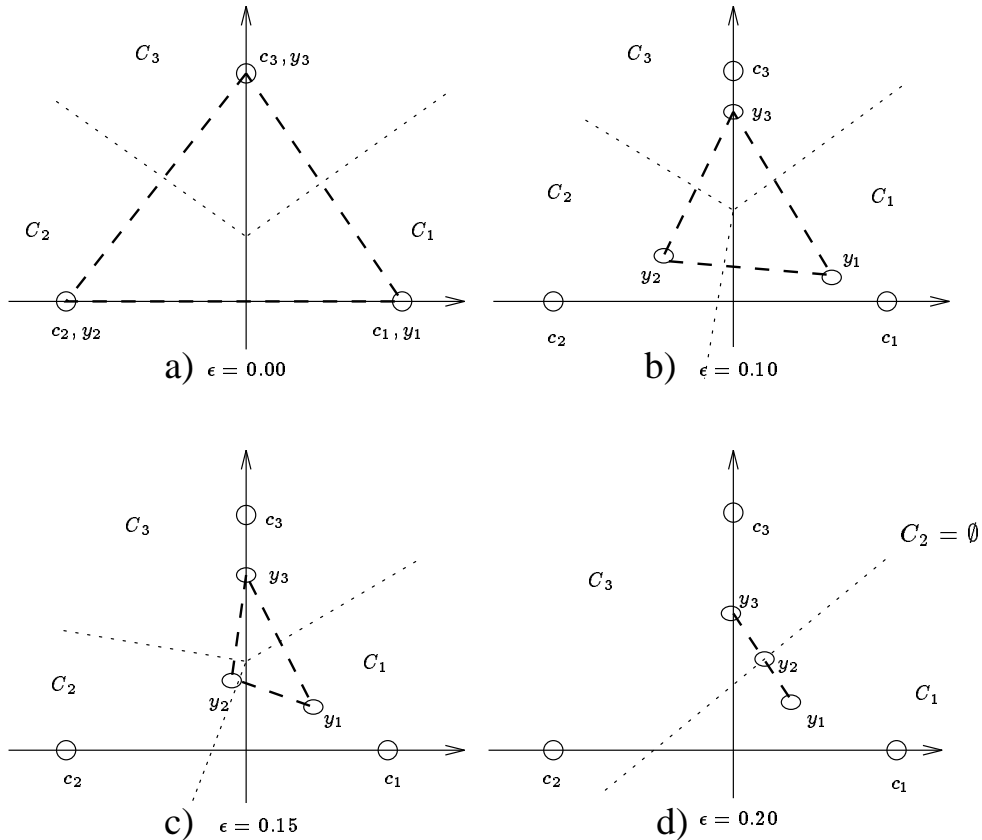 C₃
c₃, y₃
C₂
C₁
c₂, y₂
c₁, y₁
a) ϵ = 0.00
C₃
c₃
y₃
C₂
C₁
y₂
y₁
c₂
c₁
b) ϵ = 0.10
C₃
c₃
y₃
C₂
C₁
y₂
y₁
c₂
c₁
c) ϵ = 0.15
c₃
C₂ = ∅
C₃
y₃
y₂
C₁
y₁
c₂
c₁
d) ϵ = 0.20